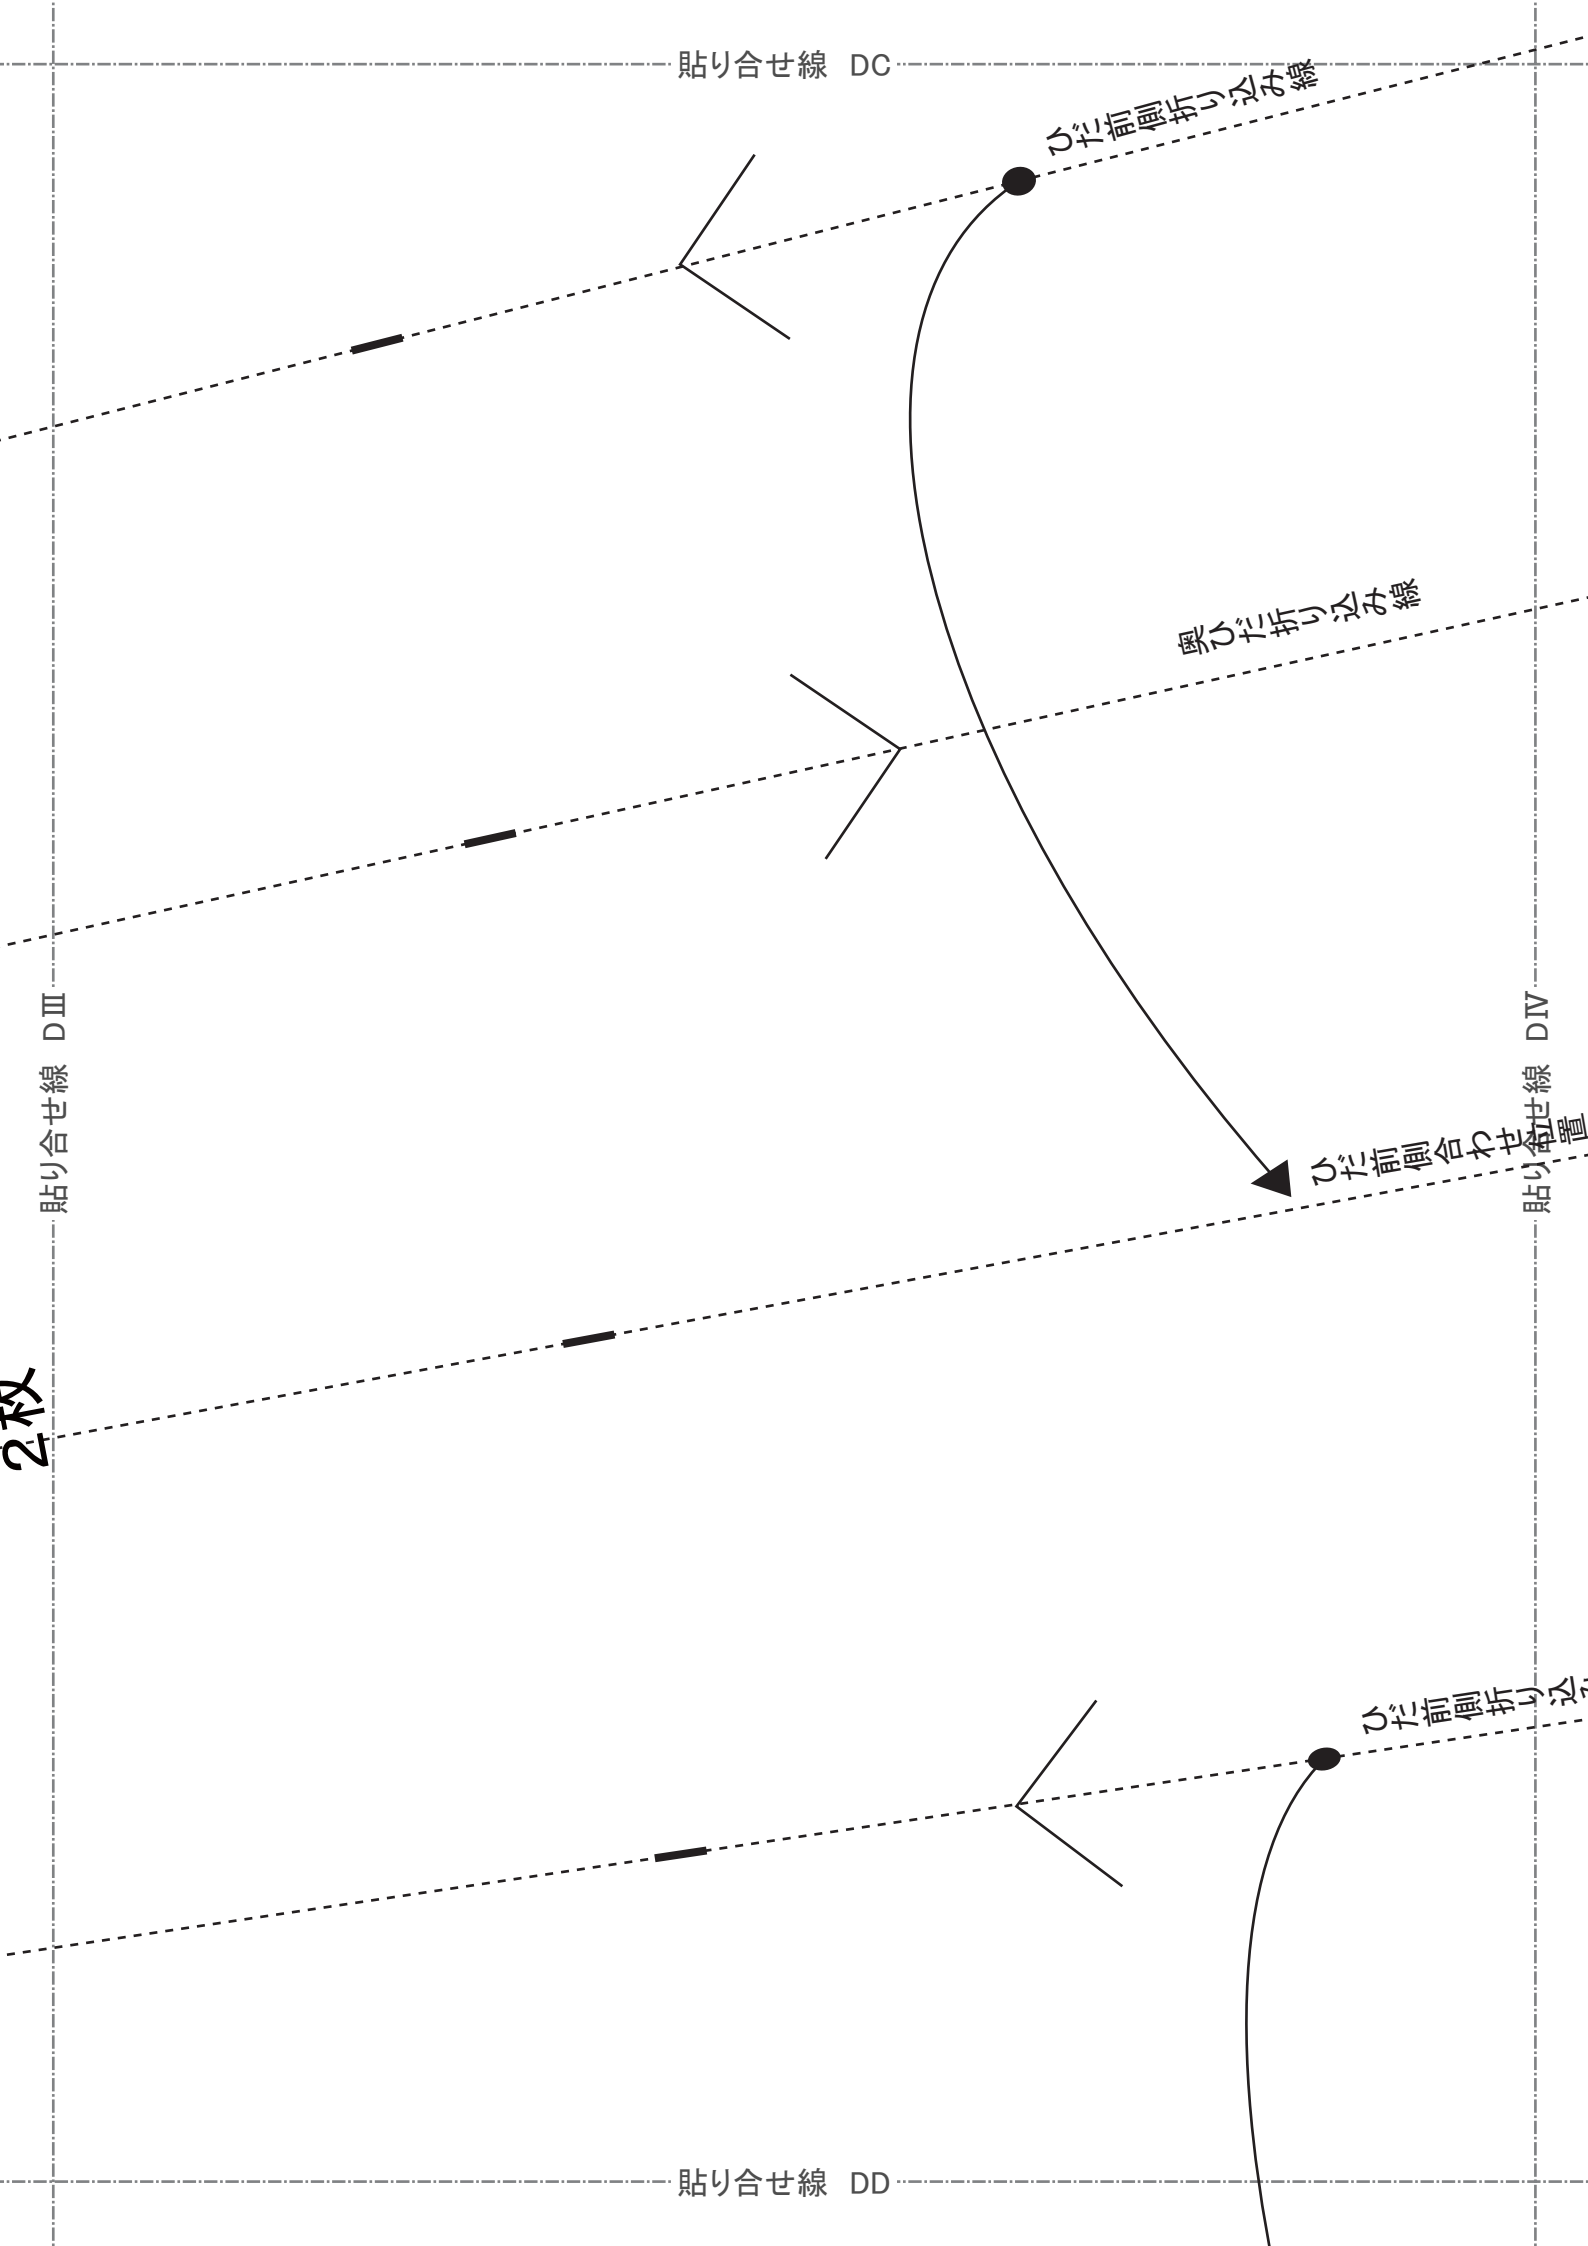 貼り合せ線 DC
ひだ前側折り込み線
奥ひだ折り込み線
貼り合せ線 DⅢ
貼り合せ線 DⅣ
ひだ前側合わせ位置
2枚
ひだ前側折り込み
貼り合せ線 DD